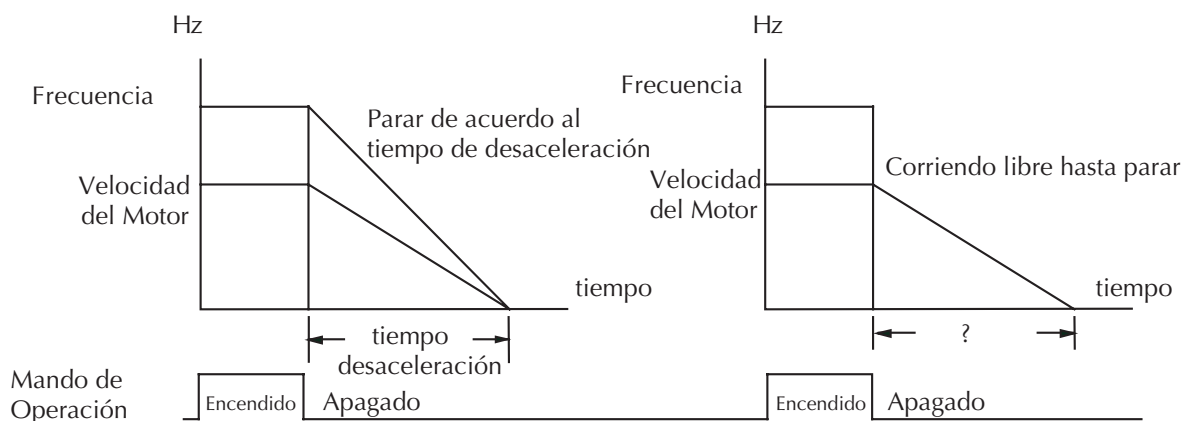 Hz
Frecuencia
Parar de acuerdo al
tiempo de desaceleración
Velocidad
del Motor
tiempo
tiempo
desaceleración
Mando de
Operación
Encendido
Apagado
Hz
Frecuencia
Corriendo libre hasta parar
Velocidad
del Motor
tiempo
?
Encendido
Apagado